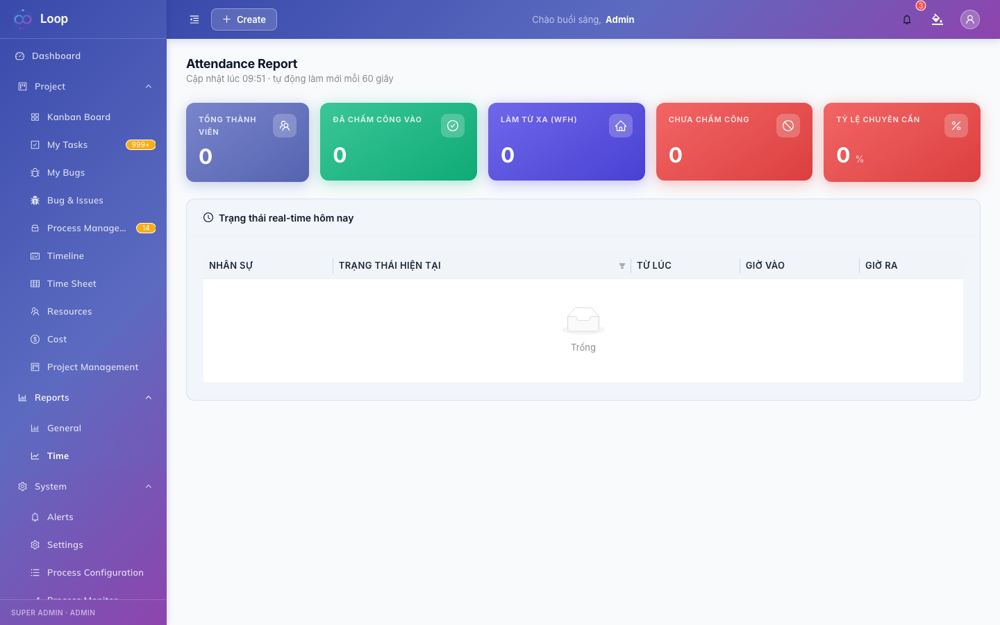 Loop
Create
Chào buổi sáng, Admin
3
Dashboard
Project
Kanban Board
My Tasks
999+
My Bugs
Bug & Issues
Process Manage...
14
Timeline
Time Sheet
Resources
Cost
Project Management
Reports
General
Time
System
Alerts
Settings
Process Configuration
Process Monitor
SUPER ADMIN · ADMIN
Attendance Report
Cập nhật lúc 09:51 · tự động làm mới mỗi 60 giây
TỔNG THÀNH
VIÊN
0
ĐÃ CHẤM CÔNG VÀO
0
LÀM TỪ XA (WFH)
0
CHƯA CHẤM CÔNG
0
TỶ LỆ CHUYÊN CẦN
0 %
Trạng thái real-time hôm nay
NHÂN SỰ
TRẠNG THÁI HIỆN TẠI
TỪ LÚC
GIỜ VÀO
GIỜ RA
Trống